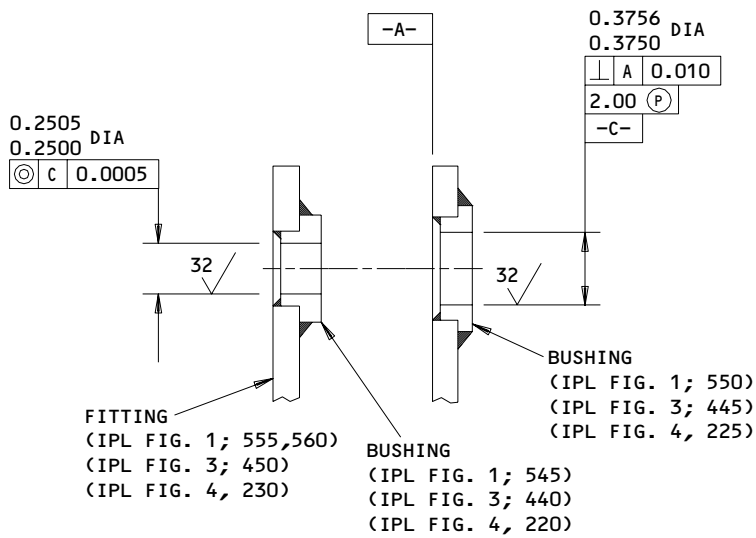 -A-
0.3756
0.3750 DIA
⊥ A 0.010
2.00 Ⓟ
-C-
0.2505
0.2500 DIA
◎ C 0.0005
32
32
BUSHING
(IPL FIG. 1; 550)
(IPL FIG. 3; 445)
(IPL FIG. 4, 225)
FITTING
(IPL FIG. 1; 555,560)
(IPL FIG. 3; 450)
(IPL FIG. 4, 230)
BUSHING
(IPL FIG. 1; 545)
(IPL FIG. 3; 440)
(IPL FIG. 4, 220)